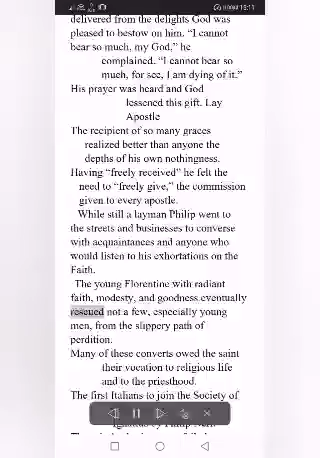 15:11
delivered from the delights God was
pleased to bestow on him. “I cannot
bear so much, my God,” he
complained. “I cannot bear so
much, for see, I am dying of it.”
His prayer was heard and God
lessened this gift. Lay
Apostle
The recipient of so many graces
realized better than anyone the
depths of his own nothingness.
Having “freely received” he felt the
need to “freely give,” the commission
given to every apostle.
While still a layman Philip went to
the streets and businesses to converse
with acquaintances and anyone who
would listen to his exhortations on the
Faith.
The young Florentine with radiant
faith, modesty, and goodness eventually
rescued not a few, especially young
men, from the slippery path of
perdition.
Many of these converts owed the saint
their vocation to religious life
and to the priesthood.
The first Italians to join the Society of
by Philip